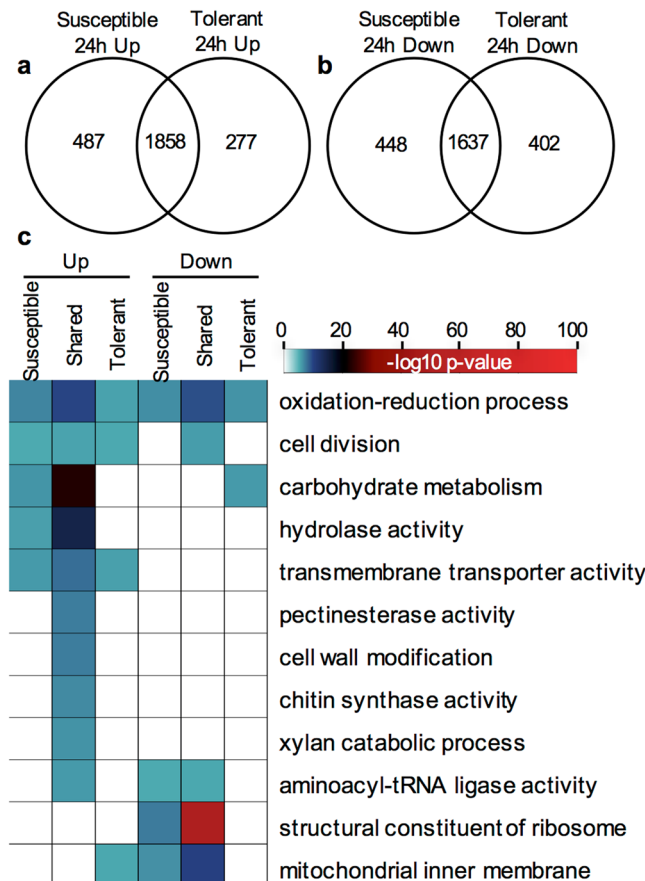 Susceptible
24h Up
Tolerant
24h Up
Susceptible
24h Down
Tolerant
24h Down
a
b
487
1858
277
448
1637
402
c
Up
Down
Susceptible
Shared
Tolerant
Susceptible
Shared
Tolerant
0 20 40 60 80 100
-log10 p-value
oxidation-reduction process
cell division
carbohydrate metabolism
hydrolase activity
transmembrane transporter activity
pectinesterase activity
cell wall modification
chitin synthase activity
xylan catabolic process
aminoacyl-tRNA ligase activity
structural constituent of ribosome
mitochondrial inner membrane